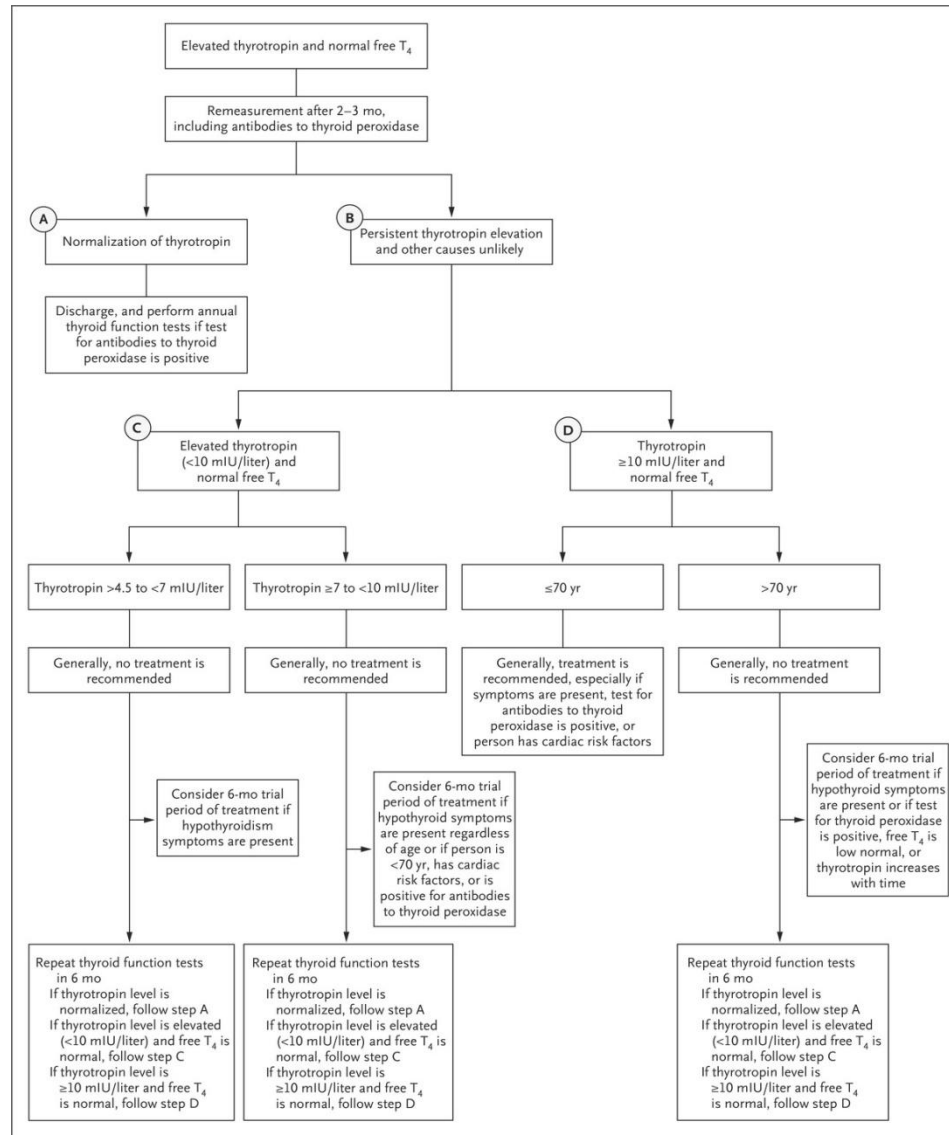 Elevated thyrotropin and normal free T4
Remeasurement after 2–3 mo,
including antibodies to thyroid peroxidase
A
Normalization of thyrotropin
B
Persistent thyrotropin elevation
and other causes unlikely
Discharge, and perform annual
thyroid function tests if test
for antibodies to thyroid
peroxidase is positive
C
Elevated thyrotropin
(<10 mIU/liter) and
normal free T4
D
Thyrotropin
≥10 mIU/liter and
normal free T4
Thyrotropin >4.5 to <7 mIU/liter
Thyrotropin ≥7 to <10 mIU/liter
≤70 yr
>70 yr
Generally, no treatment is
recommended
Generally, no treatment is
recommended
Generally, treatment is
recommended, especially if
symptoms are present, test for
antibodies to thyroid
peroxidase is positive, or
person has cardiac risk factors
Generally, no treatment
is recommended
Consider 6-mo trial
period of treatment if
hypothyroidism
symptoms are present
Consider 6-mo trial
period of treatment if
hypothyroid symptoms
are present regardless
of age or if person is
<70 yr, has cardiac
risk factors, or is
positive for antibodies
to thyroid peroxidase
Consider 6-mo trial
period of treatment if
hypothyroid symptoms
are present or if test
for thyroid peroxidase
is positive, free T4 is
low normal, or
thyrotropin increases
with time
Repeat thyroid function tests
in 6 mo
If thyrotropin level is
normalized, follow step A
If thyrotropin level is elevated
(<10 mIU/liter) and free T4 is
normal, follow step C
If thyrotropin level is
≥10 mIU/liter and free T4
is normal, follow step D
Repeat thyroid function tests
in 6 mo
If thyrotropin level is
normalized, follow step A
If thyrotropin level is elevated
(<10 mIU/liter) and free T4 is
normal, follow step C
If thyrotropin level is
≥10 mIU/liter and free T4
is normal, follow step D
Repeat thyroid function tests
in 6 mo
If thyrotropin level is
normalized, follow step A
If thyrotropin level is elevated
(<10 mIU/liter) and free T4 is
normal, follow step C
If thyrotropin level is
≥10 mIU/liter and free T4
is normal, follow step D